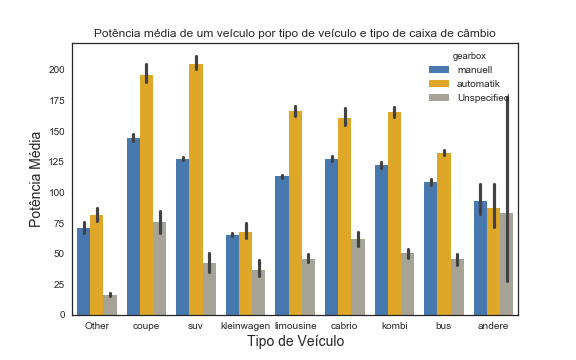 Potência média de um veículo por tipo de veículo e tipo de caixa de câmbio
gearbox
manuell
automatik
Unspecified
200
175
150
125
100
75
50
25
0
Potência Média
Other coupe suv kleinwagen limousine cabrio kombi bus andere
Tipo de Veículo